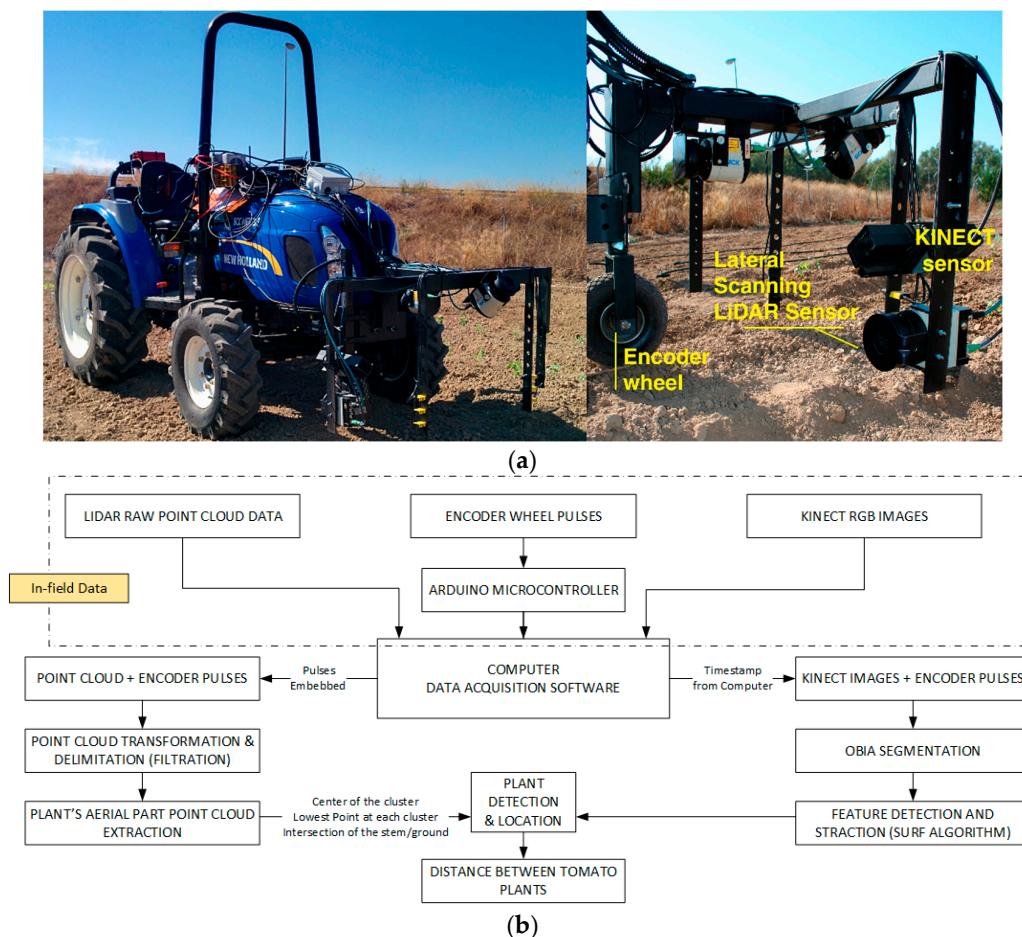 NEW HOLLAND
KINECT
sensor
Lateral
Scanning
LiDAR Sensor
Encoder
wheel
(a)
LIDAR RAW POINT CLOUD DATA
ENCODER WHEEL PULSES
KINECT RGB IMAGES
In-field Data
ARDUINO MICROCONTROLLER
COMPUTER
DATA ACQUISITION SOFTWARE
POINT CLOUD + ENCODER PULSES
Pulses
Embebbed
Timestamp
from Computer
KINECT IMAGES + ENCODER PULSES
POINT CLOUD TRANSFORMATION &
DELIMITATION (FILTRATION)
OBIA SEGMENTATION
PLANT'S AERIAL PART POINT CLOUD
EXTRACTION
Center of the cluster
Lowest Point at each cluster
Intersection of the stem/ground
PLANT
DETECTION
& LOCATION
FEATURE DETECTION AND
STRACTION (SURF ALGORITHM)
DISTANCE BETWEEN TOMATO
PLANTS
(b)